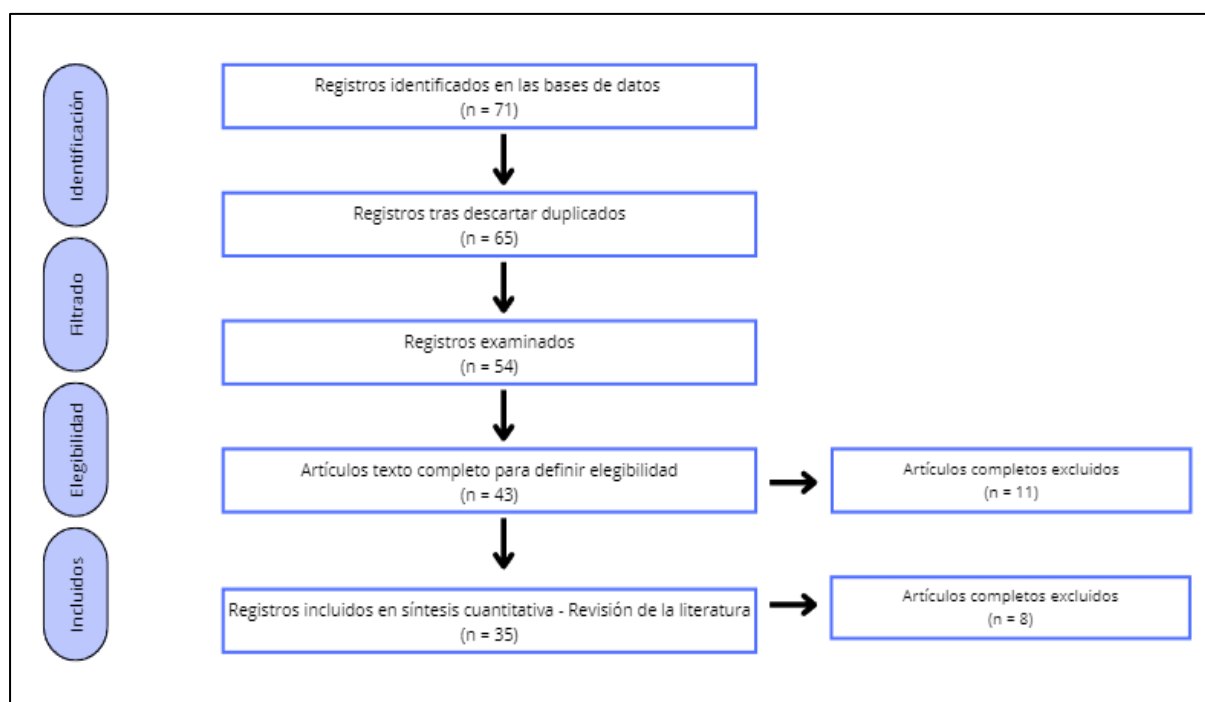 Identificación
Registros identificados en las bases de datos
(n = 71)
Registros tras descartar duplicados
(n = 65)
Filtrado
Registros examinados
(n = 54)
Elegibilidad
Artículos texto completo para definir elegibilidad
(n = 43)
Artículos completos excluidos
(n = 11)
Incluidos
Registros incluidos en síntesis cuantitativa - Revisión de la literatura
(n = 35)
Artículos completos excluidos
(n = 8)